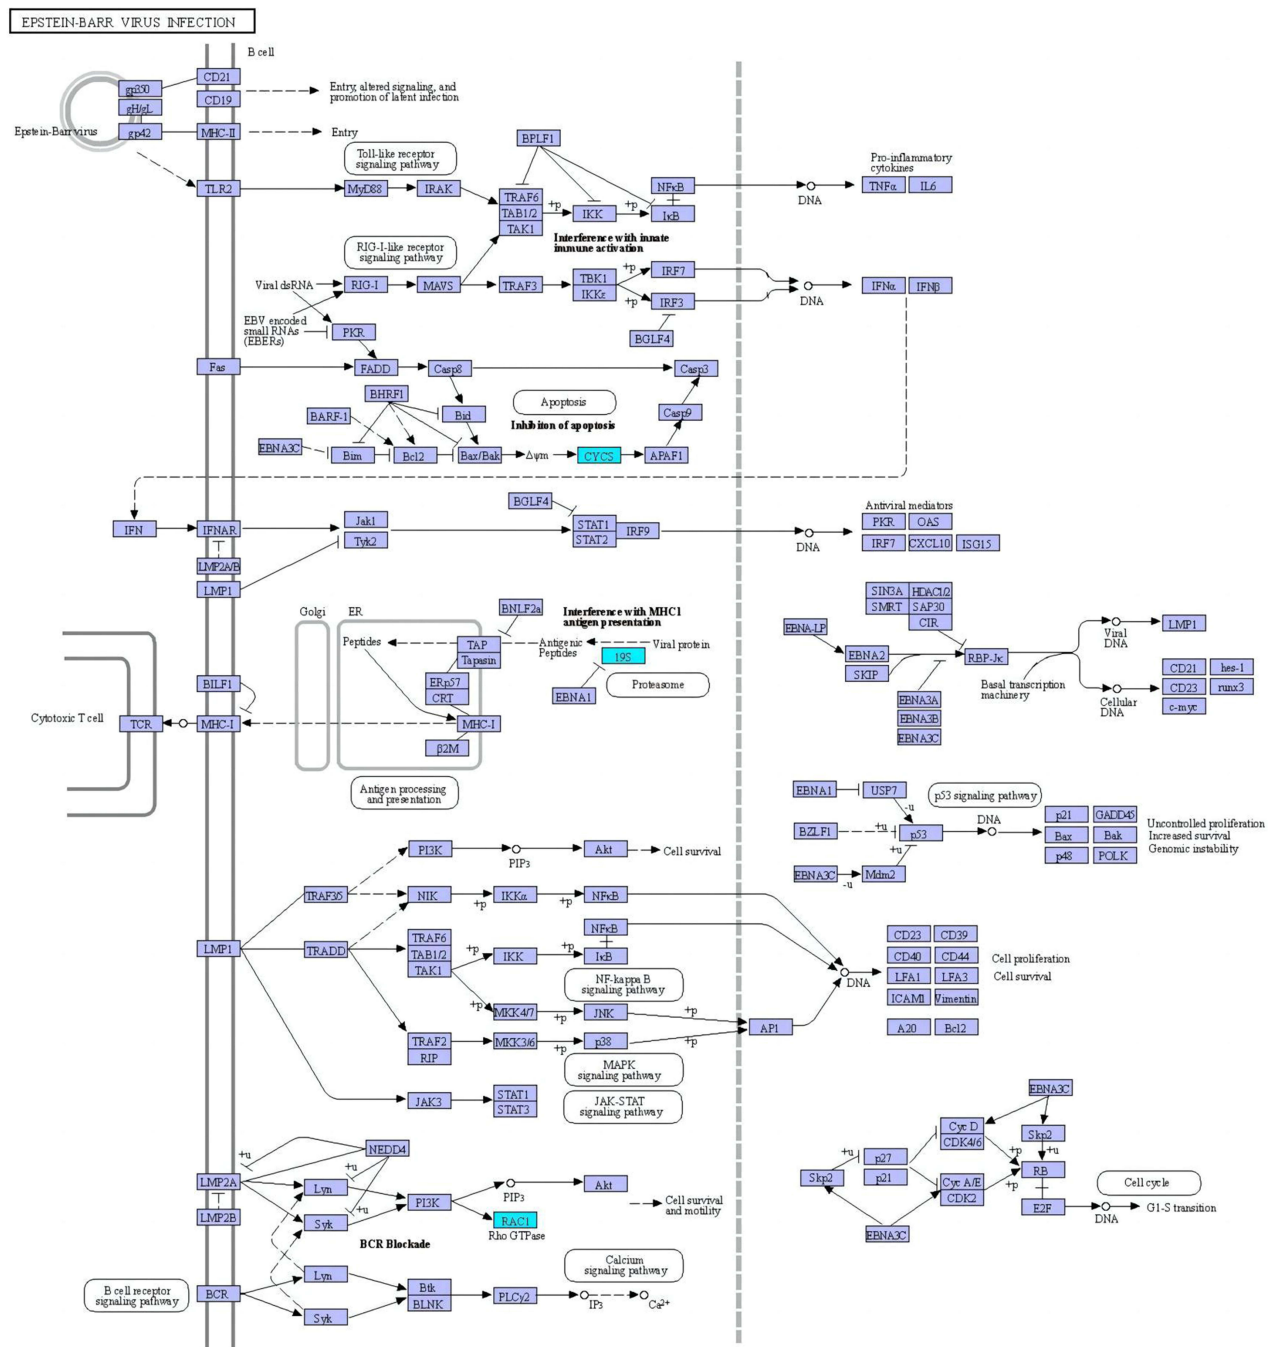 EPSTEIN-BARR VIRUS INFECTION
B cell
CD21
gp350
CD19
Entry, altered signaling, and
promotion of latent infection
gH/gL
Epstein-Barr virus
gp42
MHC-II
Entry
BPLF1
Toll-like receptor
signaling pathway
Pro-inflammatory
cytokines
TLR2
MyD88
IRAK
NFκB
DNA
TNFα
IL6
TRAF6
TAB1/2
TAK1
+p
IKK
+p
IκB
Interference with innate
immune activation
RIG-I-like receptor
signaling pathway
Viral dsRNA
RIG-I
MAVS
TRAF3
TBK1
IKKε
+p
IRF7
+p
IRF3
DNA
IFNα
IFNβ
EBV encoded
small RNAs
(EBERs)
PKR
BGLF4
Fas
FADD
Casp8
Casp3
BHRF1
Apoptosis
BARF-1
Bid
Casp9
Inhibiton of apoptosis
EBNA3C
Bim
Bcl2
Bax/Bak
Δψm
CYCS
APAF1
BGLF4
Antiviral mediators
IFN
IFNAR
Jak1
Tyk2
STAT1
STAT2
IRF9
DNA
PKR
OAS
IRF7
CXCL10
ISG15
LMP2A/B
LMP1
Golgi
ER
BNLF2a
Interference with MHC1
antigen presentation
SIN3A
HDAC1/2
SMRT
SAP30
CIR
Peptides
TAP
Tapasin
Antigenic
Peptides
Viral protein
19S
EBNA-LP
EBNA2
SKIP
RBP-Jκ
Viral
DNA
LMP1
ERp57
CRT
EBNA1
Proteasome
Basal transcription
machinery
Cellular
DNA
CD21
hes-1
CD23
runx3
c-myc
BILF1
EBNA3A
EBNA3B
EBNA3C
Cytotoxic T cell
TCR
MHC-I
MHC-I
β2M
Antigen processing
and presentation
EBNA1
USP7
-u
p53 signaling pathway
BZLF1
+u
p53
DNA
p21
GADD45
Bax
Bak
p48
POLK
Uncontrolled proliferation
Increased survival
Genomic instability
+u
EBNA3C
-u
Mdm2
PI3K
PIP3
Akt
Cell survival
TRAF3/5
NIK
+p
IKKα
+p
NFκB
LMP1
TRADD
TRAF6
TAB1/2
TAK1
+p
IKK
+p
NFκB
IκB
NF-kappa B
signaling pathway
DNA
CD23
CD39
CD40
CD44
LFA1
LFA3
ICAM1
Vimentin
A20
Bcl2
Cell proliferation
Cell survival
+p
MKK4/7
+p
JNK
+p
AP1
TRAF2
RIP
MKK3/6
+p
p38
+p
MAPK
signaling pathway
JAK3
STAT1
STAT3
JAK-STAT
signaling pathway
EBNA3C
Cyc D
CDK4/6
Skp2
+p
+u
NEDD4
+u
+u
LMP2A
Lyn
+u
LMP2B
Syk
PI3K
PIP3
Akt
Cell survival
and motility
RAC1
Rho GTPase
BCR Blockade
+u
Skp2
p27
p21
Cyc A/E
CDK2
+p
RB
E2F
DNA
Cell cycle
G1-S transition
EBNA3C
B cell receptor
signaling pathway
BCR
Lyn
Syk
Btk
BLNK
PLCγ2
IP3
Ca2+
Calcium
signaling pathway